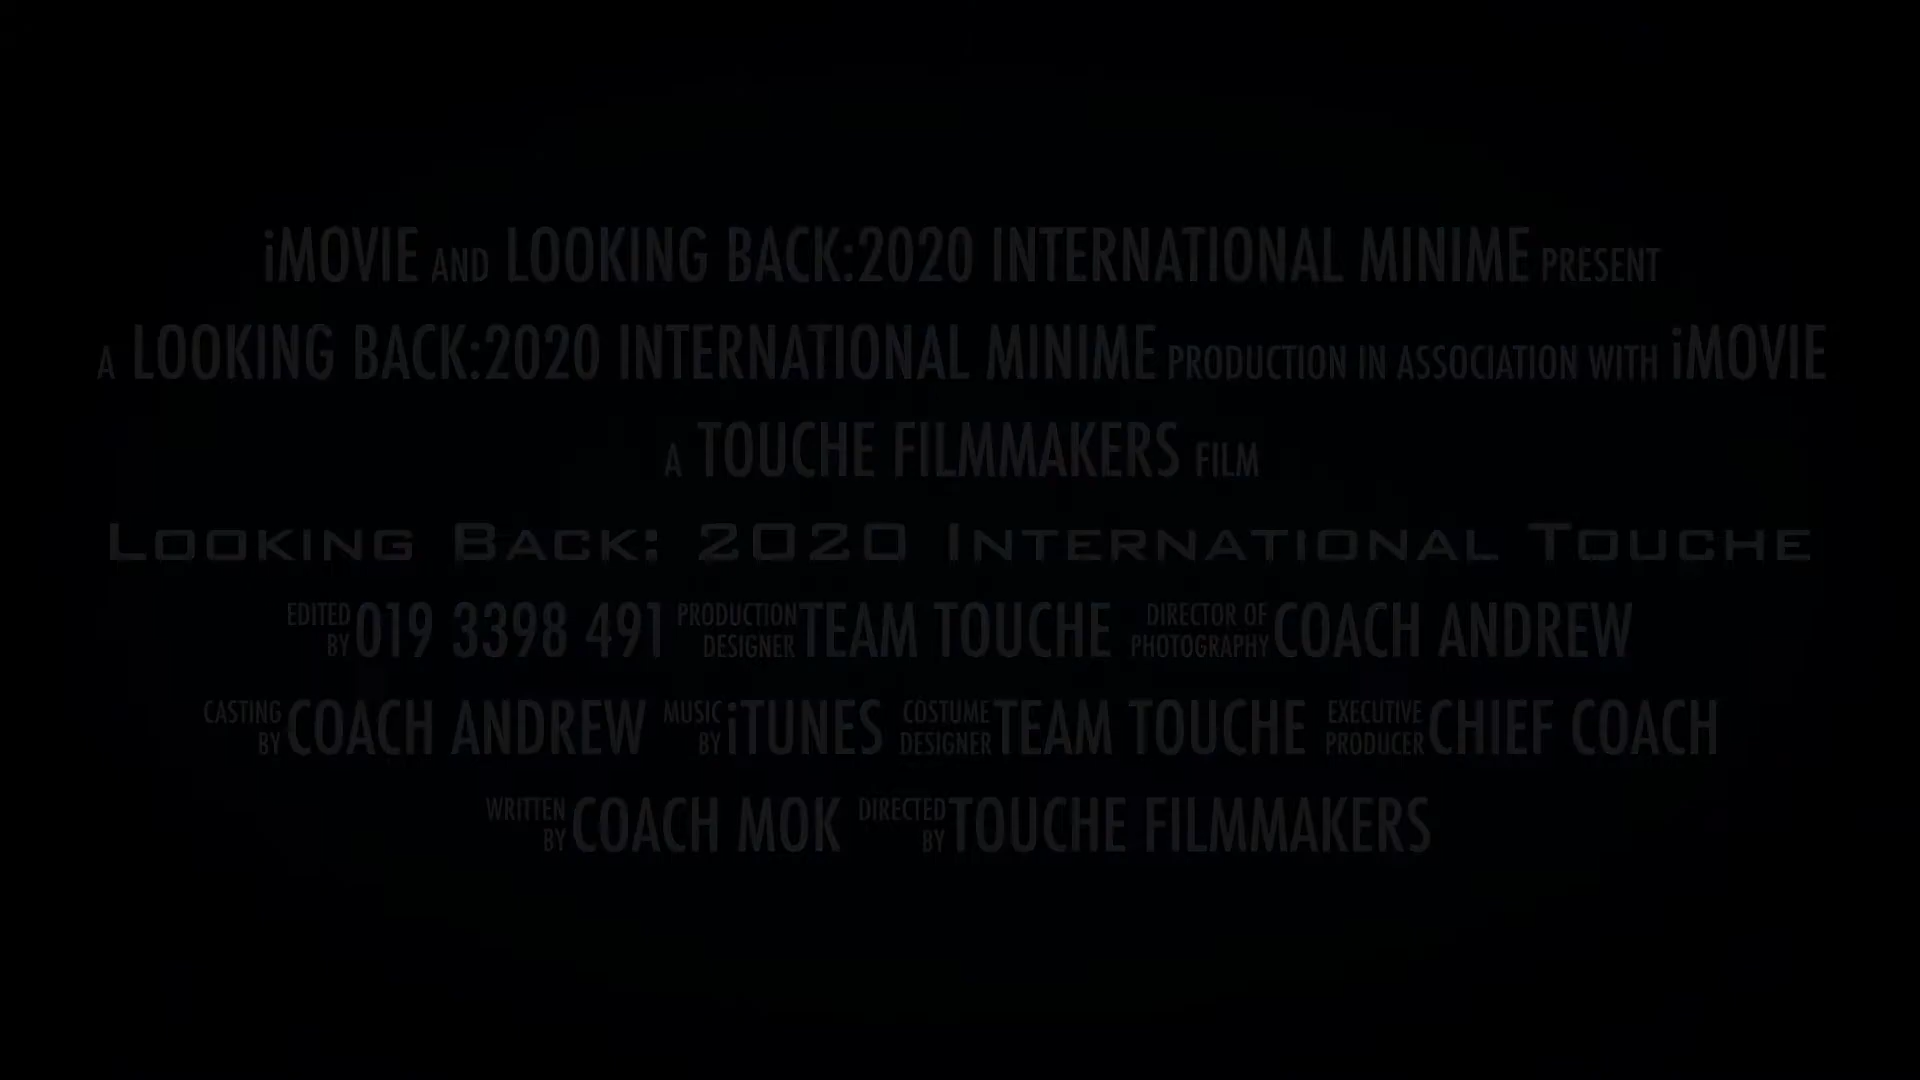 iMOVIE AND LOOKING BACK:2020 INTERNATIONAL MINIME PRESENT
A LOOKING BACK:2020 INTERNATIONAL MINIME PRODUCTION IN ASSOCIATION WITH iMOVIE
A TOUCHE FILMMAKERS FILM
LOOKING BACK: 2020 INTERNATIONAL TOUCHE
EDITED BY 019 3398 491 PRODUCTION DESIGNER TEAM TOUCHE DIRECTOR OF PHOTOGRAPHY COACH ANDREW
CASTING BY COACH ANDREW MUSIC BY iTUNES COSTUME DESIGNER TEAM TOUCHE EXECUTIVE PRODUCER CHIEF COACH
WRITTEN BY COACH MOK DIRECTED BY TOUCHE FILMMAKERS